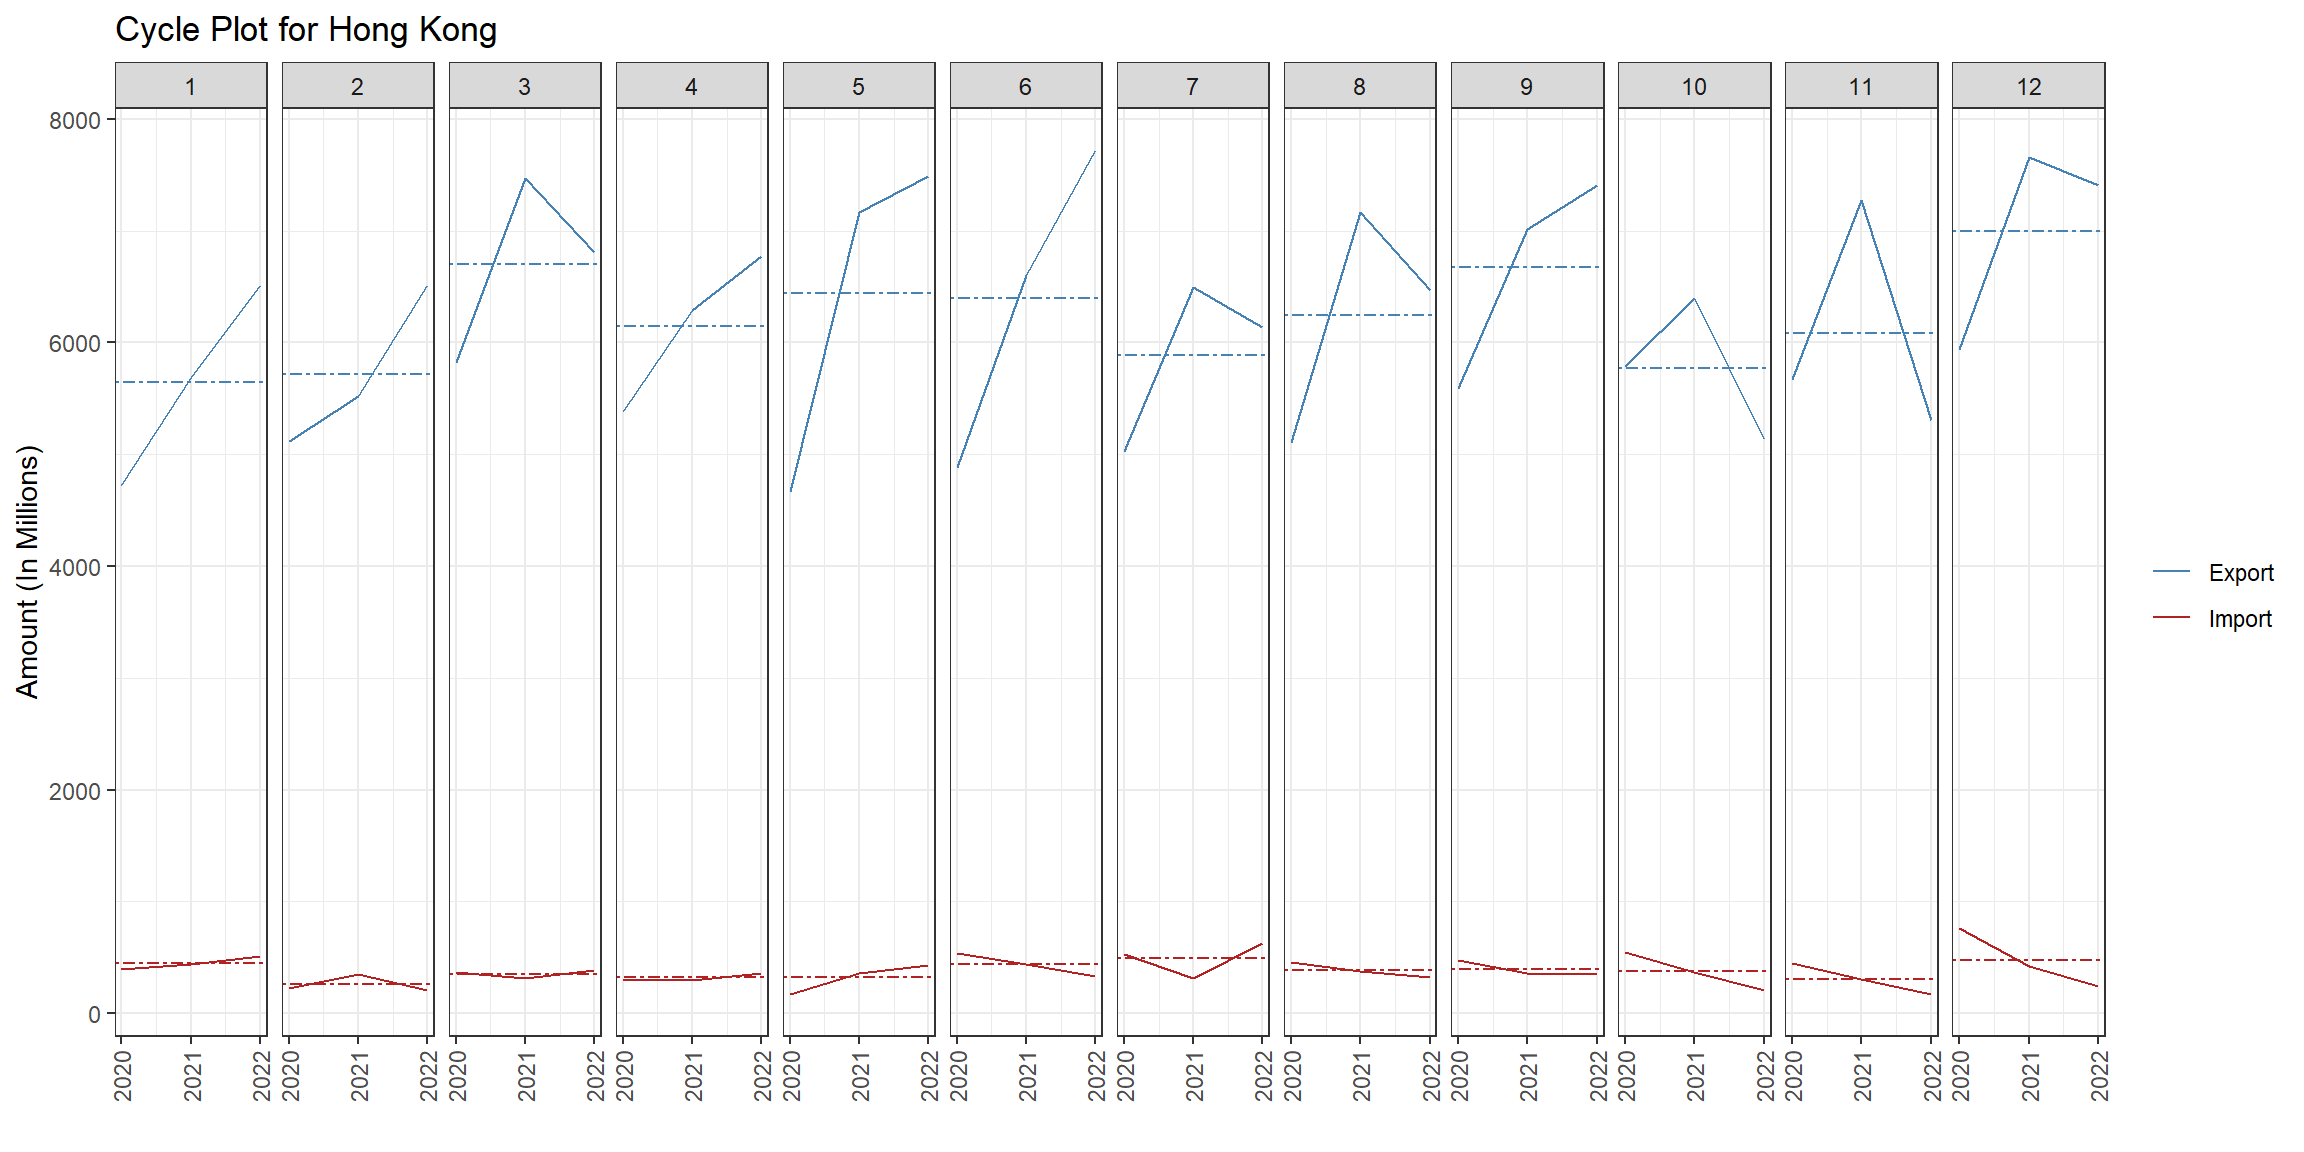 Cycle Plot for Hong Kong
1 2 3 4 5 6 7 8 9 10 11 12
8000
6000
4000
2000
0
Amount (In Millions)
Export
Import
2020 2021 2022 2020 2021 2022 2020 2021 2022 2020 2021 2022 2020 2021 2022 2020 2021 2022 2020 2021 2022 2020 2021 2022 2020 2021 2022 2020 2021 2022 2020 2021 2022 2020 2021 2022